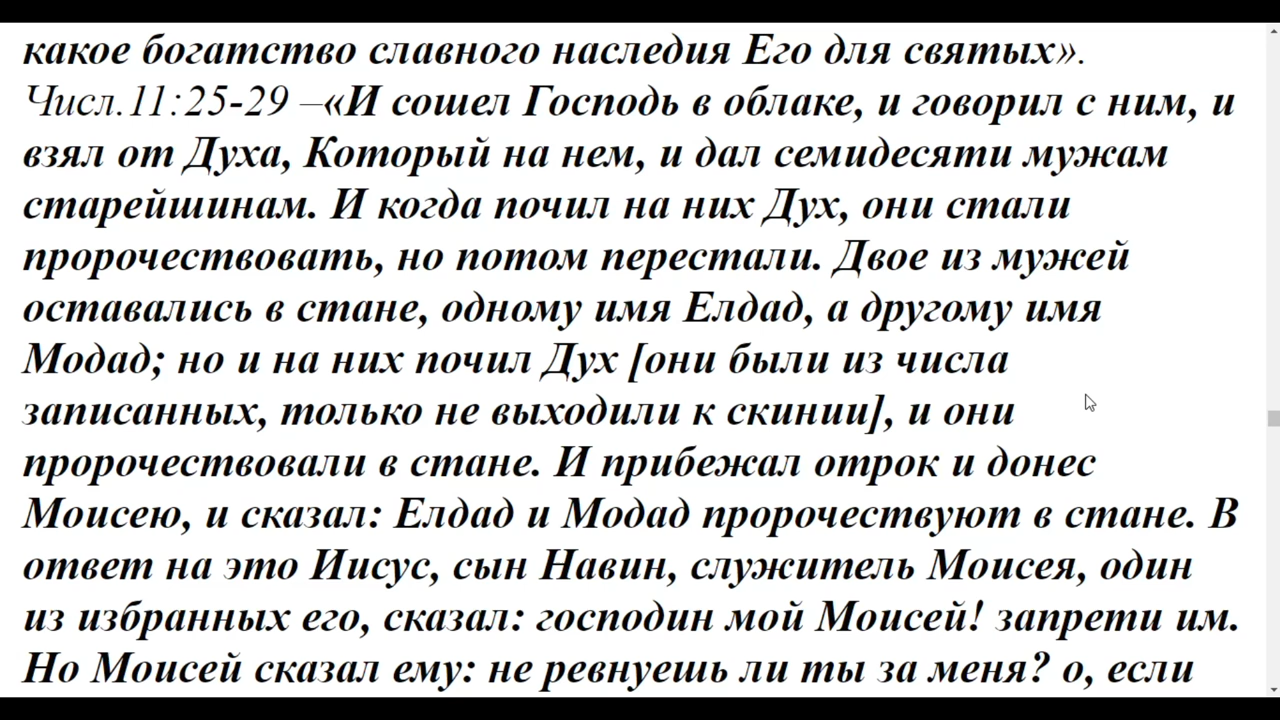 какое богатство славного наследия Его для святых».
Числ.11:25-29 –«И сошел Господь в облаке, и говорил с ним, и
взял от Духа, Который на нем, и дал семидесяти мужам
старейшинам. И когда почил на них Дух, они стали
пророчествовать, но потом перестали. Двое из мужей
оставались в стане, одному имя Елдад, а другому имя
Модад; но и на них почил Дух [они были из числа
записанных, только не выходили к скинии], и они
пророчествовали в стане. И прибежал отрок и донес
Моисею, и сказал: Елдад и Модад пророчествуют в стане. В
ответ на это Иисус, сын Навин, служитель Моисея, один
из избранных его, сказал: господин мой Моисей! запрети им.
Но Моисей сказал ему: не ревнуешь ли ты за меня? о, если